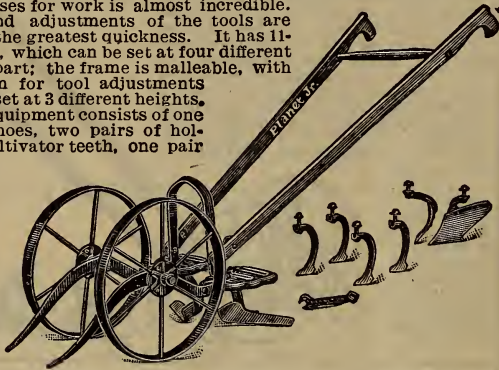 ses for work is almost incredible.
nd adjustments of the tools are
he greatest quickness. It has 11-
, which can be set at four different
part; the frame is malleable, with
n for tool adjustments
set at 3 different heights.
quipment consists of one
hoes, two pairs of hol-
ltivator teeth, one pair
Planet Jr.